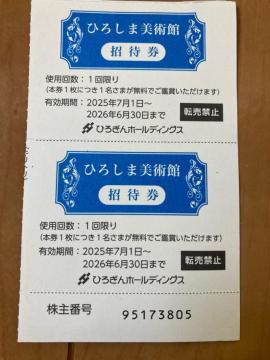 ひろしま美術館
招待券
使用回数：1回限り
（本券1枚につき1名さまが無料でご鑑賞いただけます）
有効期間：2025年7月1日～
2026年6月30日まで
転売禁止
ひろぎんホールディングス
ひろしま美術館
招待券
使用回数：1回限り
（本券1枚につき1名さまが無料でご鑑賞いただけます）
有効期間：2025年7月1日～
2026年6月30日まで
転売禁止
ひろぎんホールディングス
株主番号 95173805